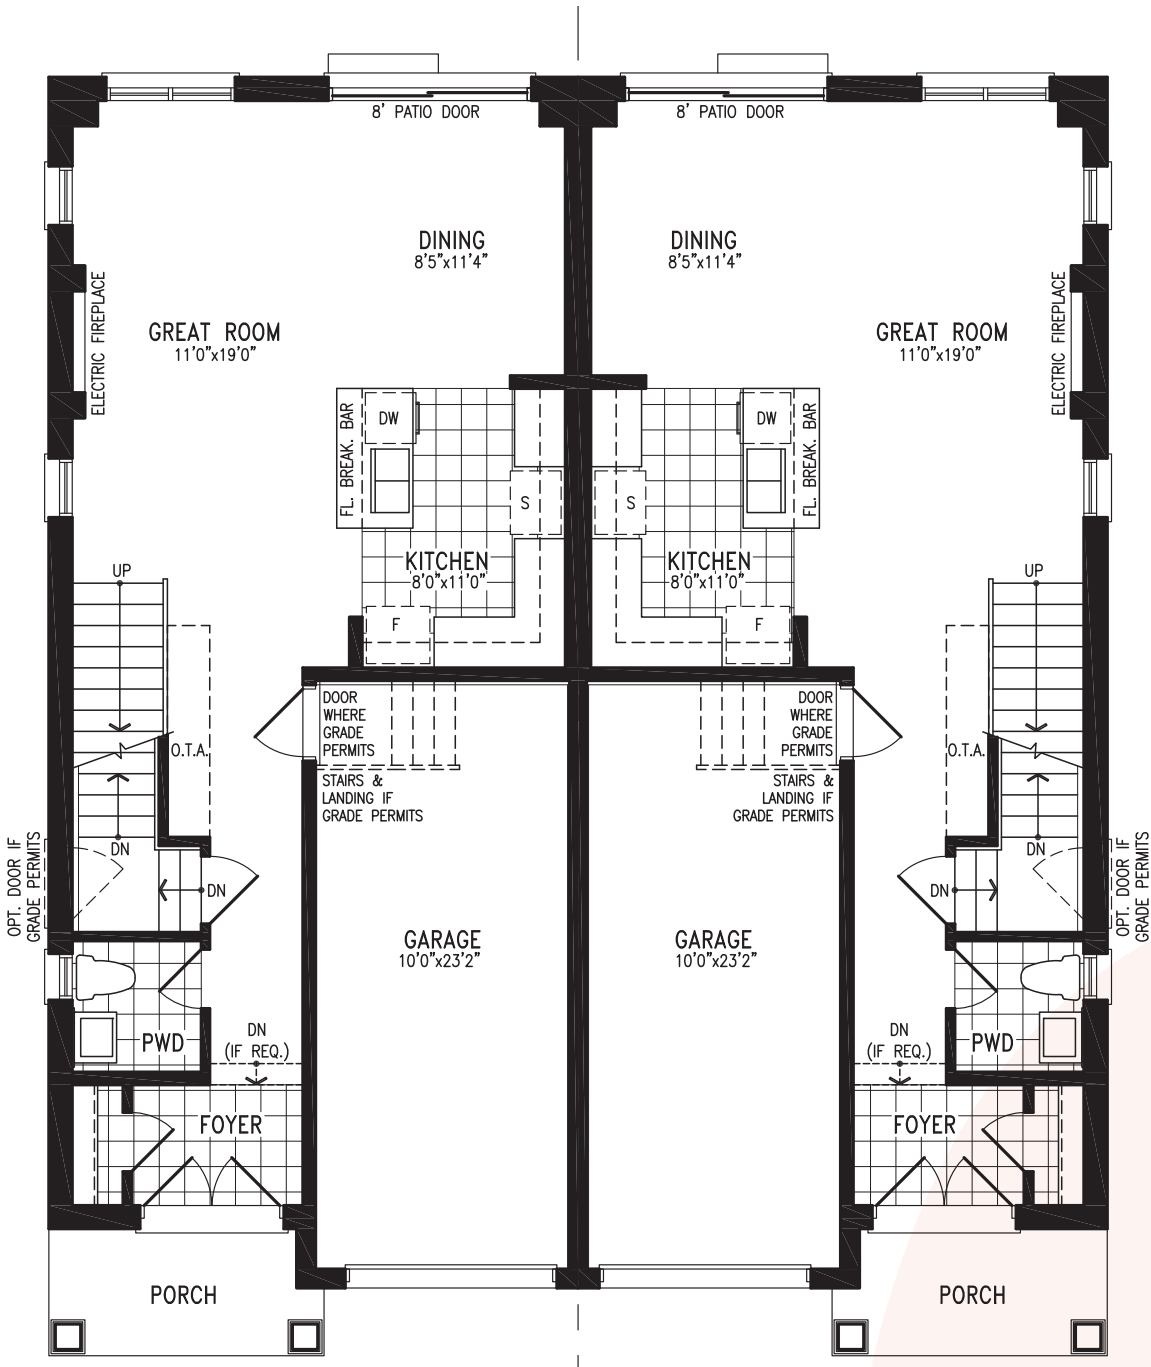 8' PATIO DOOR
8' PATIO DOOR
DINING
8'5"x11'4"
DINING
8'5"x11'4"
ELECTRIC FIREPLACE
GREAT ROOM
11'0"x19'0"
GREAT ROOM
11'0"x19'0"
ELECTRIC FIREPLACE
FL. BREAK. BAR
DW
S
S
DW
FL. BREAK. BAR
KITCHEN
8'0"x11'0"
KITCHEN
8'0"x11'0"
UP
F
F
UP
DOOR
WHERE
GRADE
PERMITS
DOOR
WHERE
GRADE
PERMITS
O.T.A.
O.T.A.
STAIRS &
LANDING IF
GRADE PERMITS
STAIRS &
LANDING IF
GRADE PERMITS
DN
DN
OPT. DOOR IF
GRADE PERMITS
DN
DN
OPT. DOOR IF
GRADE PERMITS
GARAGE
10'0"x23'2"
GARAGE
10'0"x23'2"
PWD
DN
(IF REQ.)
DN
(IF REQ.)
PWD
FOYER
FOYER
PORCH
PORCH